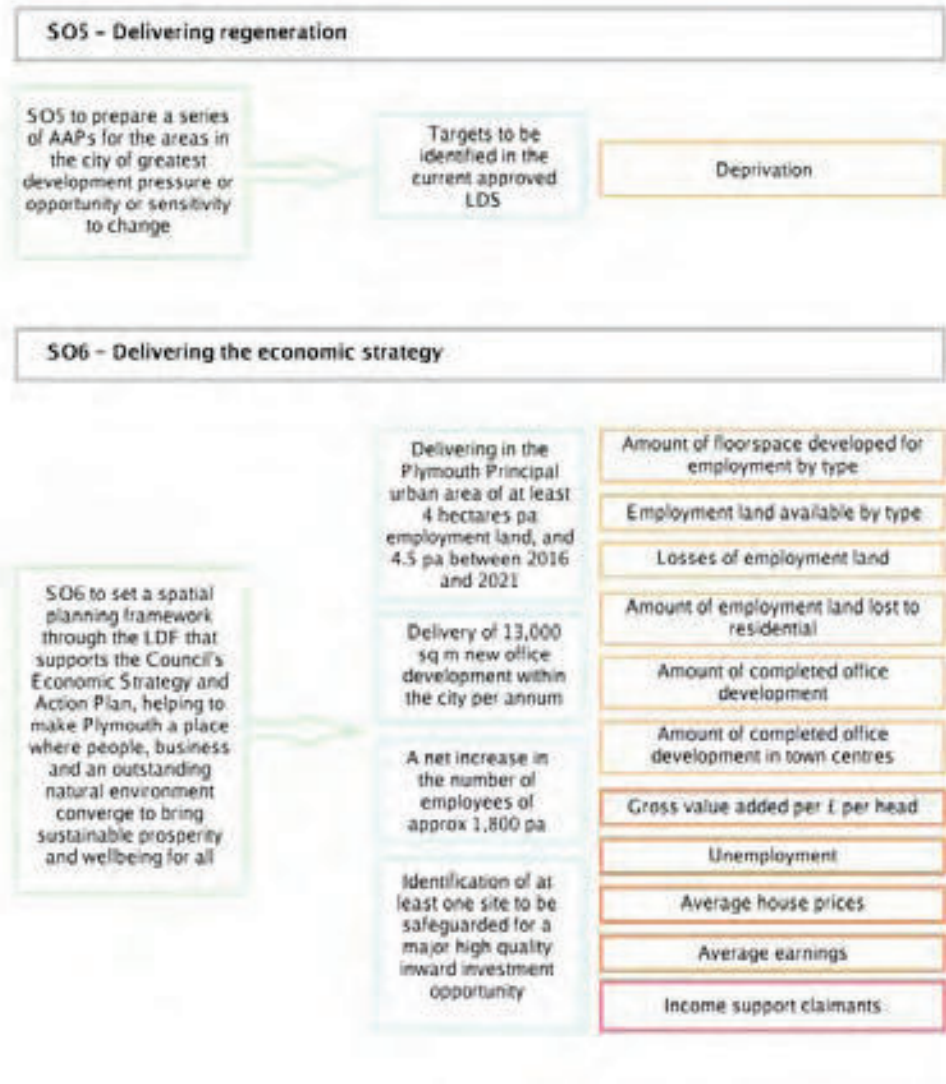 SO5 – Delivering regeneration
SO5 to prepare a series
of AAPs for the areas in
the city of greatest
development pressure or
opportunity or sensitivity
to change
Targets to be
identified in the
current approved
LDS
Deprivation
SO6 – Delivering the economic strategy
SO6 to set a spatial
planning framework
through the LDF that
supports the Council's
Economic Strategy and
Action Plan, helping to
make Plymouth a place
where people, business
and an outstanding
natural environment
converge to bring
sustainable prosperity
and wellbeing for all
Delivering in the
Plymouth Principal
urban area of at least
4 hectares pa
employment land, and
4.5 pa between 2016
and 2021
Delivery of 13,000
sq m new office
development within
the city per annum
A net increase in
the number of
employees of
approx 1,800 pa
Identification of at
least one site to be
safeguarded for a
major high quality
inward investment
opportunity
Amount of floorspace developed for
employment by type
Employment land available by type
Losses of employment land
Amount of employment land lost to
residential
Amount of completed office
development
Amount of completed office
development in town centres
Gross value added per £ per head
Unemployment
Average house prices
Average earnings
Income support claimants